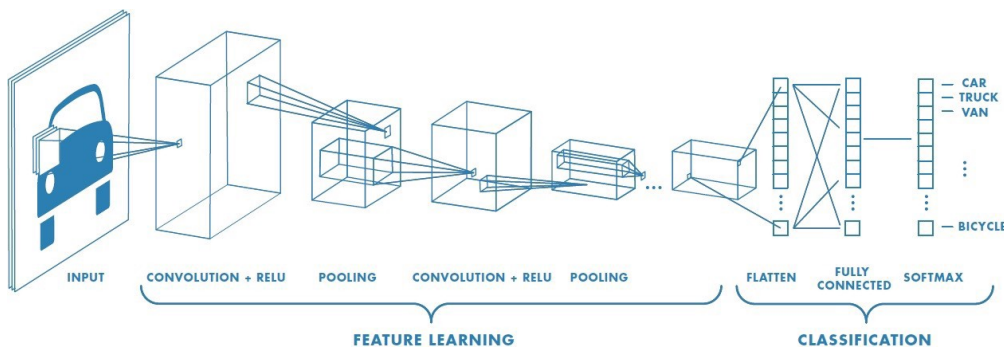 CAR
TRUCK
VAN
BICYCLE
INPUT
CONVOLUTION + RELU
POOLING
CONVOLUTION + RELU
POOLING
FLATTEN
FULLY
CONNECTED
SOFTMAX
FEATURE LEARNING
CLASSIFICATION